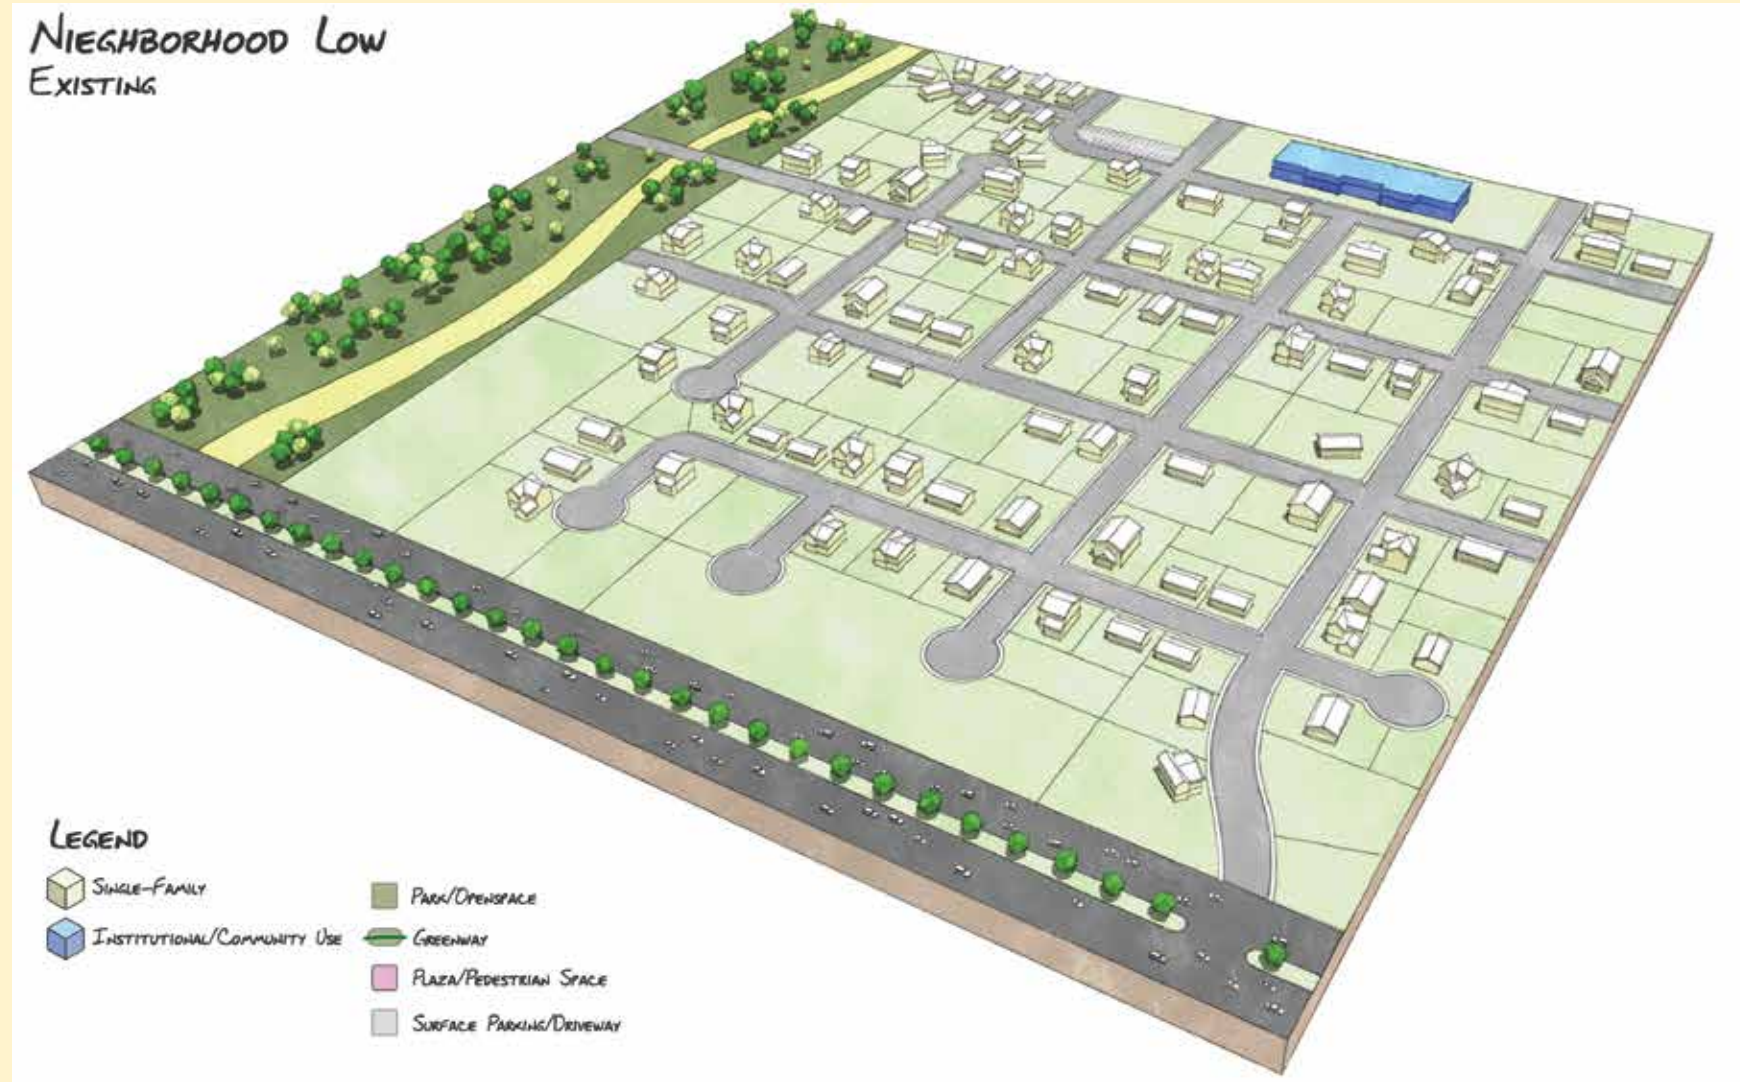 NIEGHBORHOOD LOW
EXISTING
LEGEND
SINGLE-FAMILY
INSTITUTIONAL/COMMUNITY USE
PARK/OPENSPACE
GREENWAY
PLAZA/PEDESTRIAN SPACE
SURFACE PARKING/DRIVEWAY